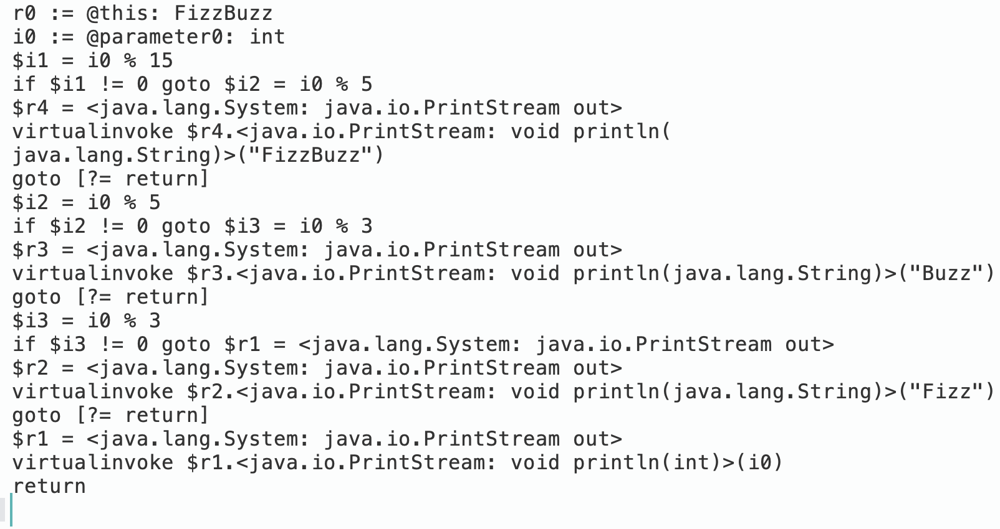 r0 := @this: FizzBuzz
i0 := @parameter0: int
$i1 = i0 % 15
if $i1 != 0 goto $i2 = i0 % 5
$r4 = <java.lang.System: java.io.PrintStream out>
virtualinvoke $r4.<java.io.PrintStream: void println(
java.lang.String)>("FizzBuzz")
goto [?= return]
$i2 = i0 % 5
if $i2 != 0 goto $i3 = i0 % 3
$r3 = <java.lang.System: java.io.PrintStream out>
virtualinvoke $r3.<java.io.PrintStream: void println(java.lang.String)>("Buzz")
goto [?= return]
$i3 = i0 % 3
if $i3 != 0 goto $r1 = <java.lang.System: java.io.PrintStream out>
$r2 = <java.lang.System: java.io.PrintStream out>
virtualinvoke $r2.<java.io.PrintStream: void println(java.lang.String)>("Fizz")
goto [?= return]
$r1 = <java.lang.System: java.io.PrintStream out>
virtualinvoke $r1.<java.io.PrintStream: void println(int)>(i0)
return